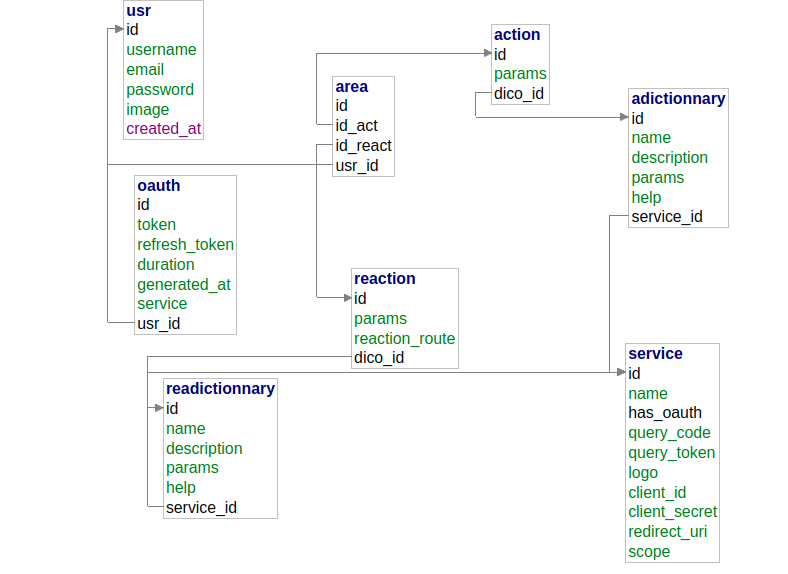 usr
id
username
email
password
image
created_at
action
id
params
dico_id
area
id
id_act
id_react
usr_id
adictionnary
id
name
description
params
help
service_id
oauth
id
token
refresh_token
duration
generated_at
service
usr_id
reaction
id
params
reaction_route
dico_id
service
id
name
has_oauth
query_code
query_token
logo
client_id
client_secret
redirect_uri
scope
readictionnary
id
name
description
params
help
service_id